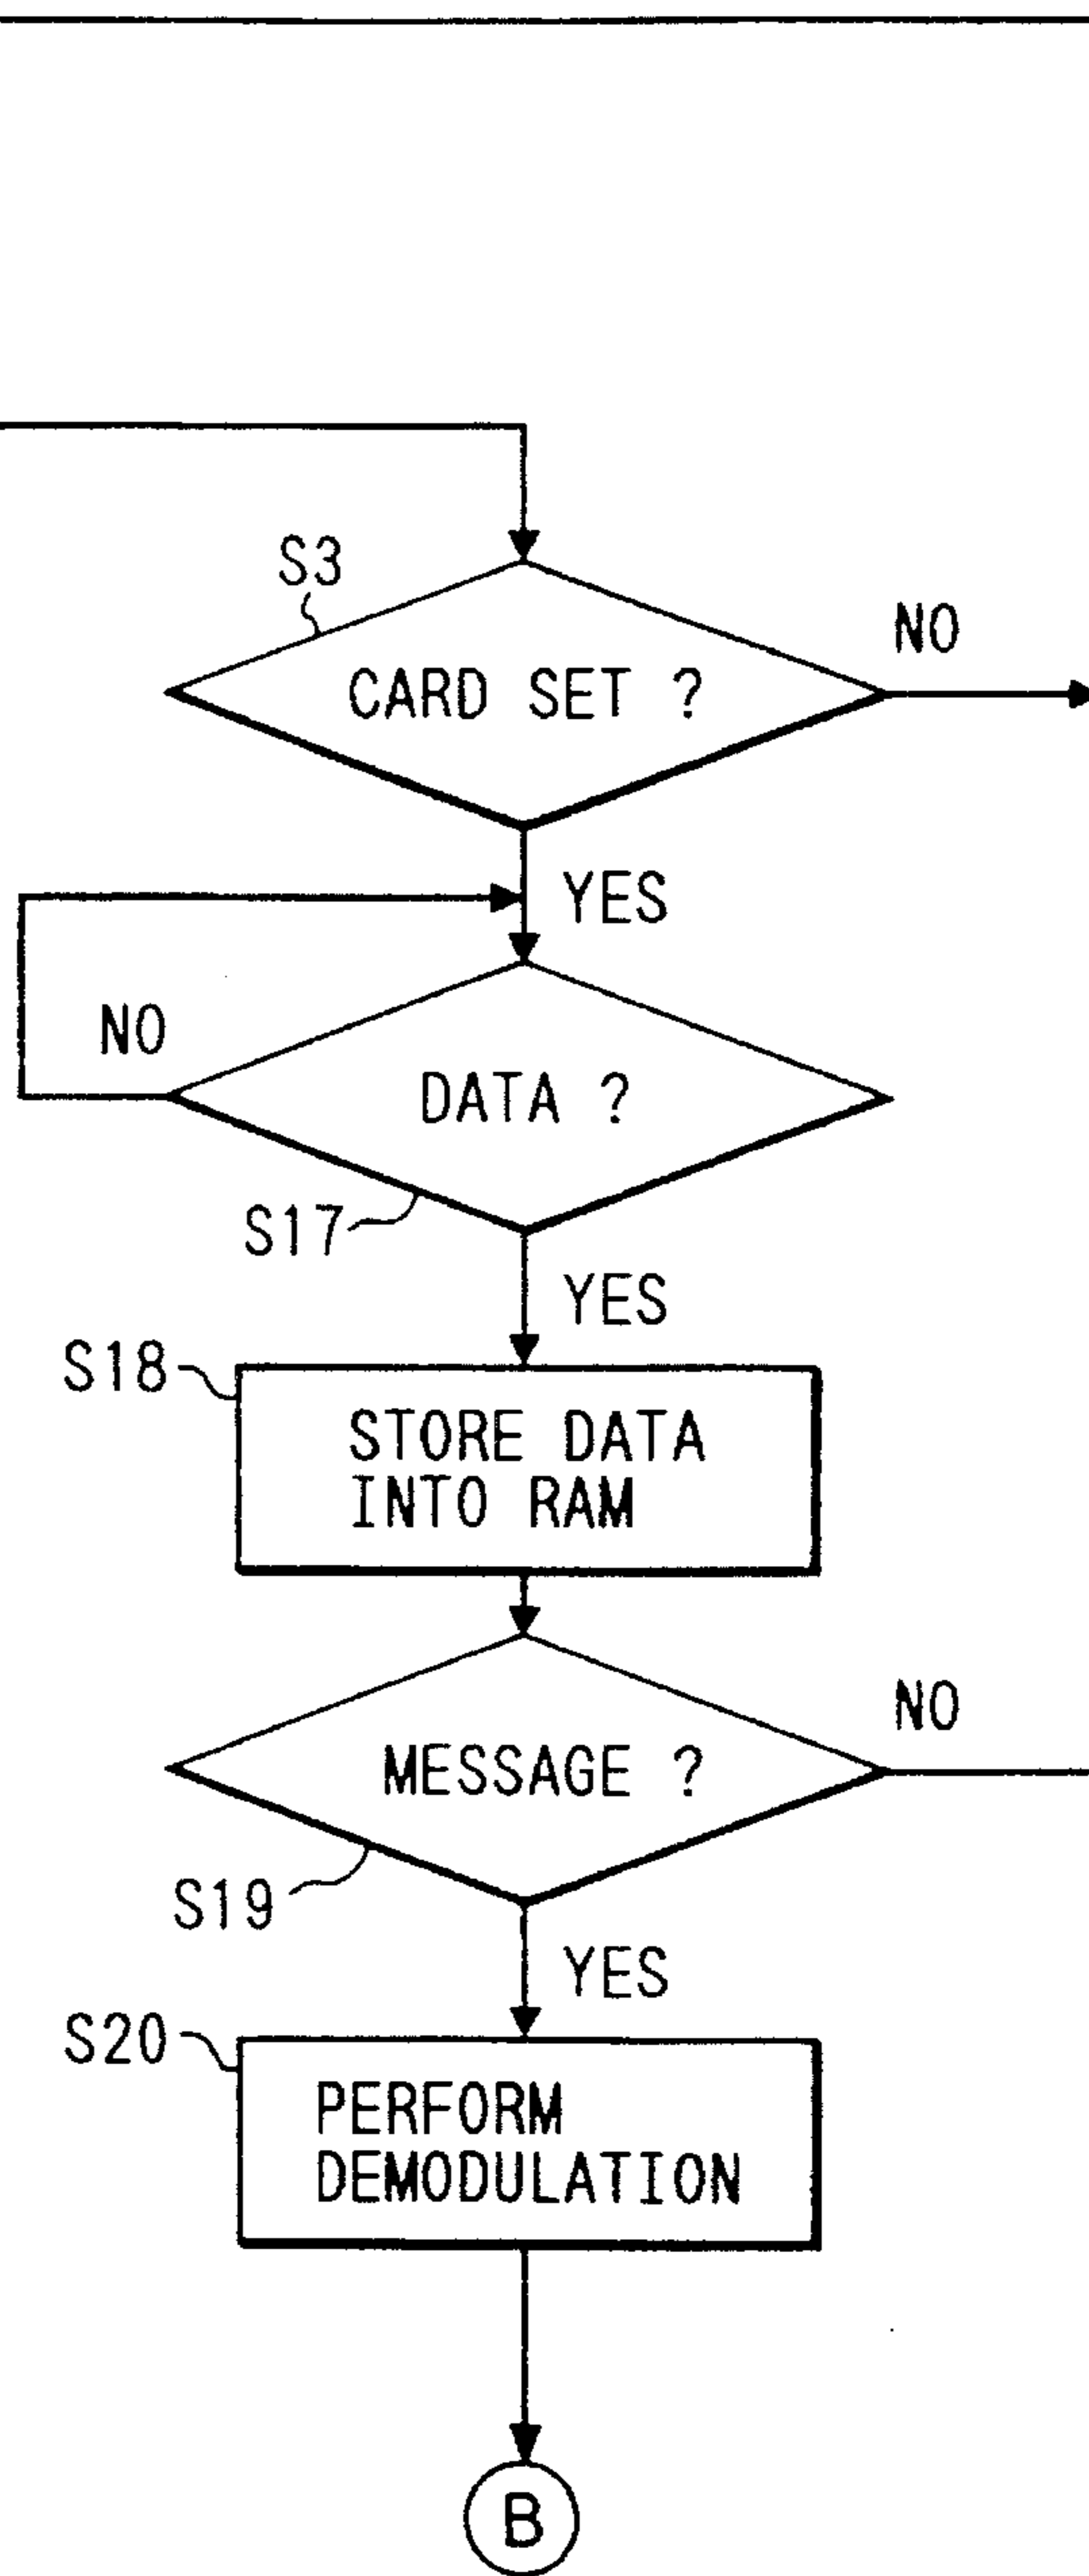 S3
NO
CARD SET ?
YES
NO
DATA ?
S17
YES
S18
STORE DATA
INTO RAM
NO
MESSAGE ?
S19
YES
S20
PERFORM
DEMODULATION
B